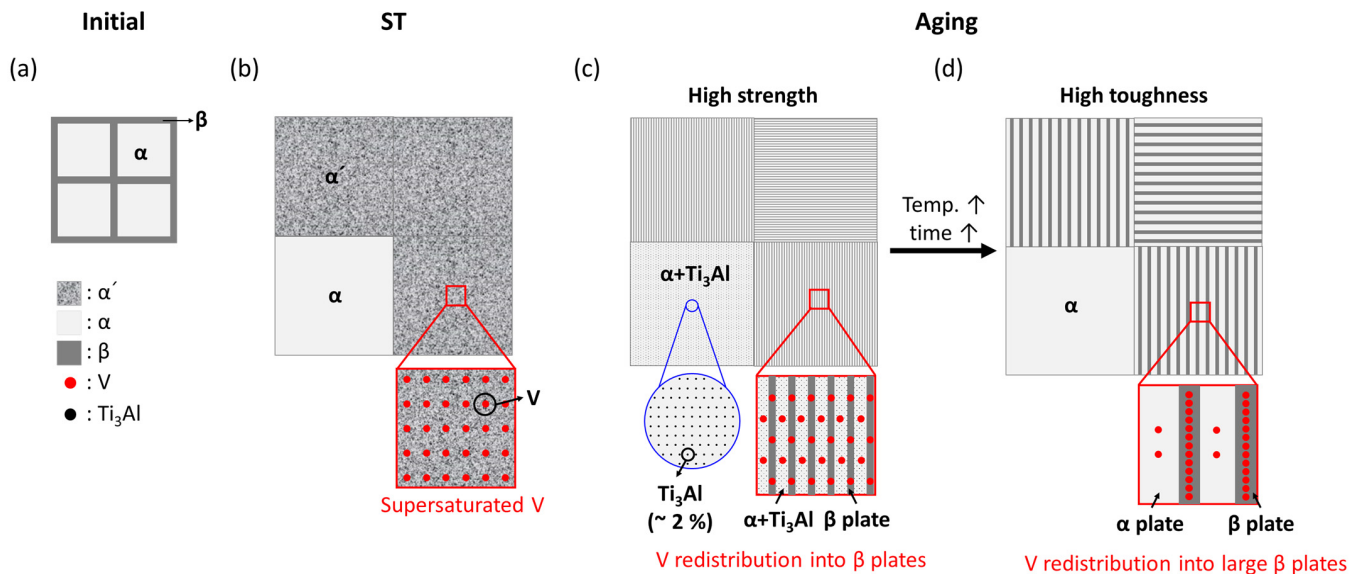 Initial
ST
Aging
(a)
(b)
(c)
(d)
High strength
High toughness
β
α
α´
α
α+Ti₃Al
Temp. ↑
time ↑
α
: α´
: α
: β
: V
: Ti₃Al
V
Supersaturated V
Ti₃Al
(~ 2 %)
α+Ti₃Al
β plate
V redistribution into β plates
α plate
β plate
V redistribution into large β plates